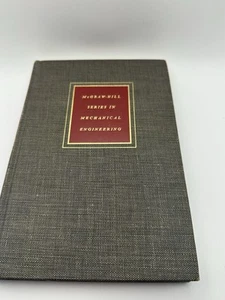 McGRAW-HILL
SERIES IN
MECHANICAL
ENGINEERING